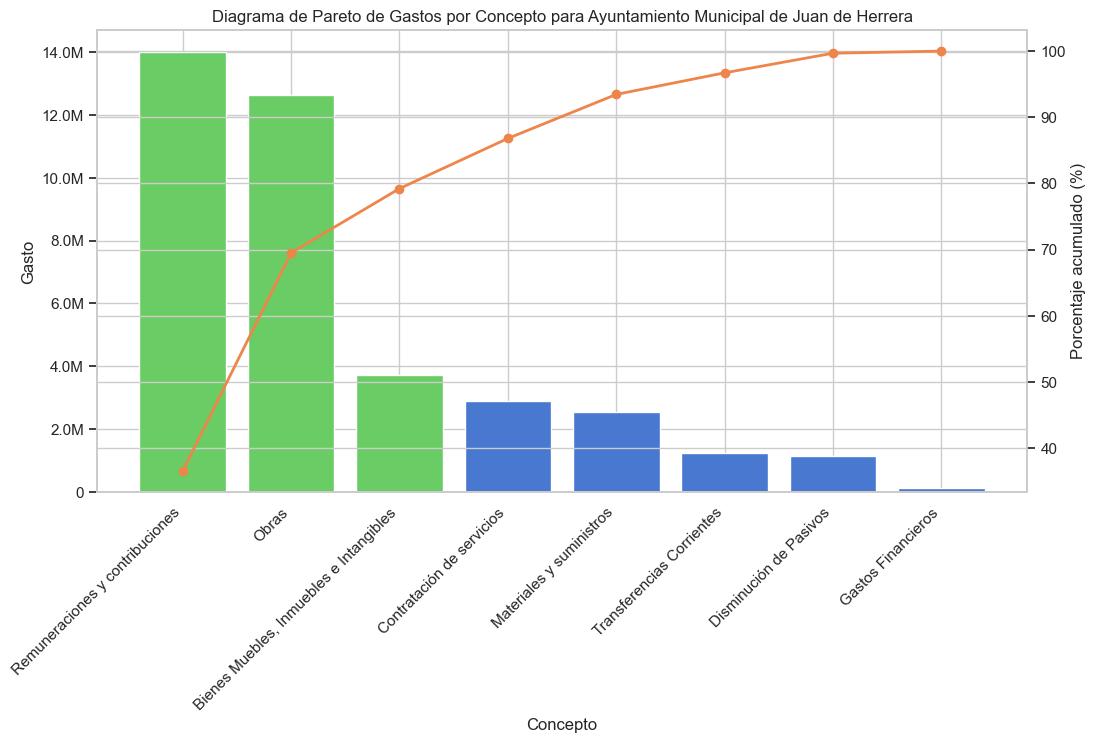 Diagrama de Pareto de Gastos por Concepto para Ayuntamiento Municipal de Juan de Herrera
Gasto
14.0M
12.0M
10.0M
8.0M
6.0M
4.0M
2.0M
0
100
90
80
70
60
50
40
Porcentaje acumulado (%)
Remuneraciones y contribuciones
Obras
Bienes Muebles, Inmuebles e Intangibles
Contratación de servicios
Materiales y suministros
Transferencias Corrientes
Disminución de Pasivos
Gastos Financieros
Concepto